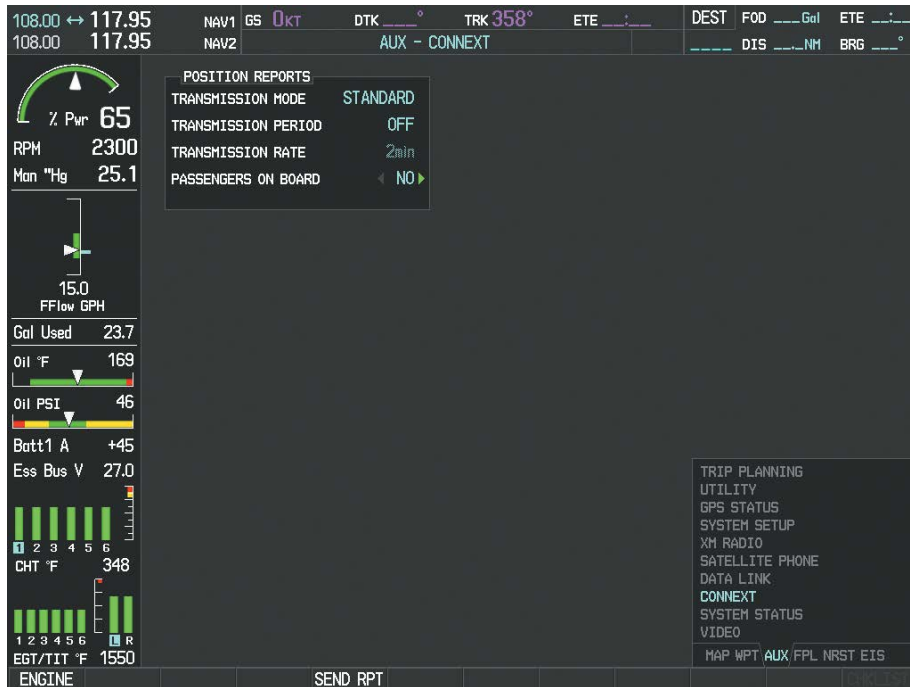 108.00 ↔ 117.95 NAV1 GS 0KT DTK ___° TRK 358° ETE __:__ DEST FOD ___Gal ETE __:__
108.00 117.95 NAV2 AUX - CONNEXT ____ DIS __._NM BRG ___°
% Pwr 65
RPM 2300
Man "Hg 25.1
15.0
FFlow GPH
Gal Used 23.7
Oil °F 169
Oil PSI 46
Batt1 A +45
Ess Bus V 27.0
1 2 3 4 5 6
CHT °F 348
1 2 3 4 5 6 L R
EGT/TIT °F 1550
POSITION REPORTS
TRANSMISSION MODE STANDARD
TRANSMISSION PERIOD OFF
TRANSMISSION RATE 2min
PASSENGERS ON BOARD NO
TRIP PLANNING
UTILITY
GPS STATUS
SYSTEM SETUP
XM RADIO
SATELLITE PHONE
DATA LINK
CONNEXT
SYSTEM STATUS
VIDEO
MAP WPT AUX FPL NRST EIS
ENGINE SEND RPT CHKLIST